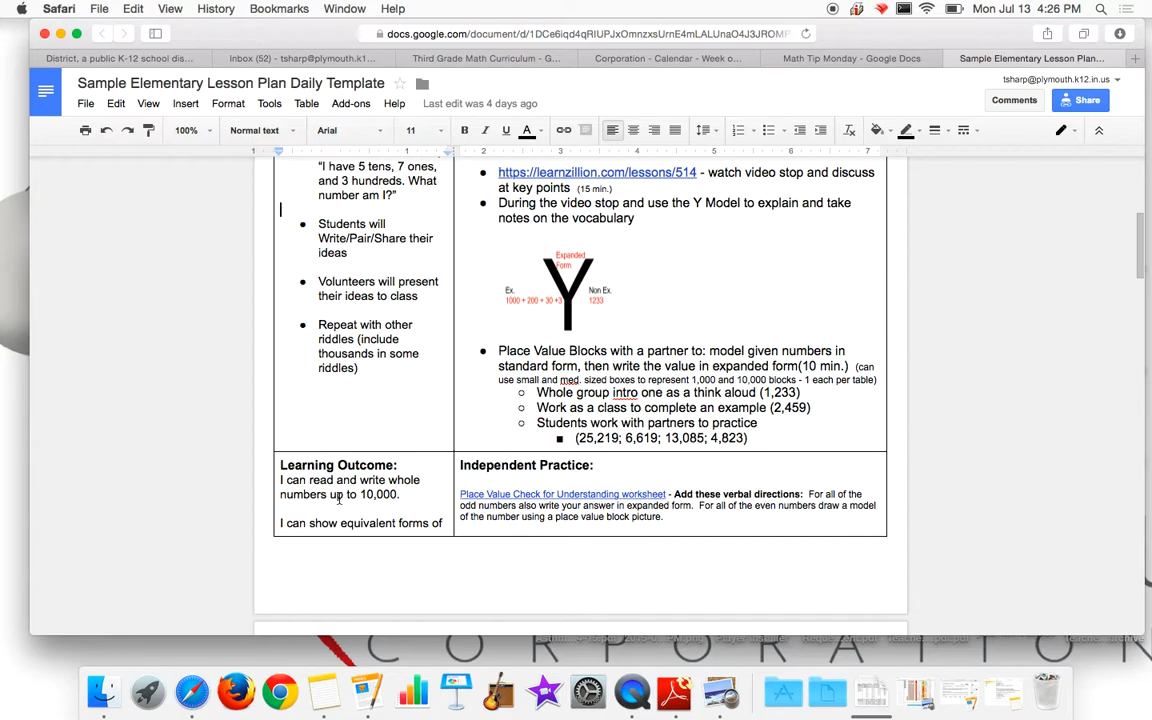 Safari File Edit View History Bookmarks Window Help Mon Jul 13 4:26 PM
docs.google.com/document/d/1DCe6iqd4qRIUPJxOmnzxsUrnE4mLALUnaO4J3JROMP
District, a public K-12 school dis... Inbox (52) - tsharp@plymouth.k1... Third Grade Math Curriculum - G... Corporation - Calendar - Week o... Math Tip Monday - Google Docs Sample Elementary Lesson Plan...
Sample Elementary Lesson Plan Daily Template
tsharp@plymouth.k12.in.us
File Edit View Insert Format Tools Table Add-ons Help Last edit was 4 days ago
Comments Share
100% Normal text Arial 11
1 2 3 4 5 6 7
"I have 5 tens, 7 ones,
and 3 hundreds. What
number am I?"
Students will
Write/Pair/Share their
ideas
Volunteers will present
their ideas to class
Repeat with other
riddles (include
thousands in some
riddles)
https://learnzillion.com/lessons/514 - watch video stop and discuss
at key points (15 min.)
During the video stop and use the Y Model to explain and take
notes on the vocabulary
Expanded
Form
Y
Ex.
1000 + 200 + 30 +3
Non Ex.
1233
Place Value Blocks with a partner to: model given numbers in
standard form, then write the value in expanded form(10 min.) (can
use small and med. sized boxes to represent 1,000 and 10,000 blocks - 1 each per table)
Whole group intro one as a think aloud (1,233)
Work as a class to complete an example (2,459)
Students work with partners to practice
(25,219; 6,619; 13,085; 4,823)
Learning Outcome:
I can read and write whole
numbers up to 10,000.
I can show equivalent forms of
Independent Practice:
Place Value Check for Understanding worksheet - Add these verbal directions: For all of the
odd numbers also write your answer in expanded form. For all of the even numbers draw a model
of the number using a place value block picture.
CORPORATION